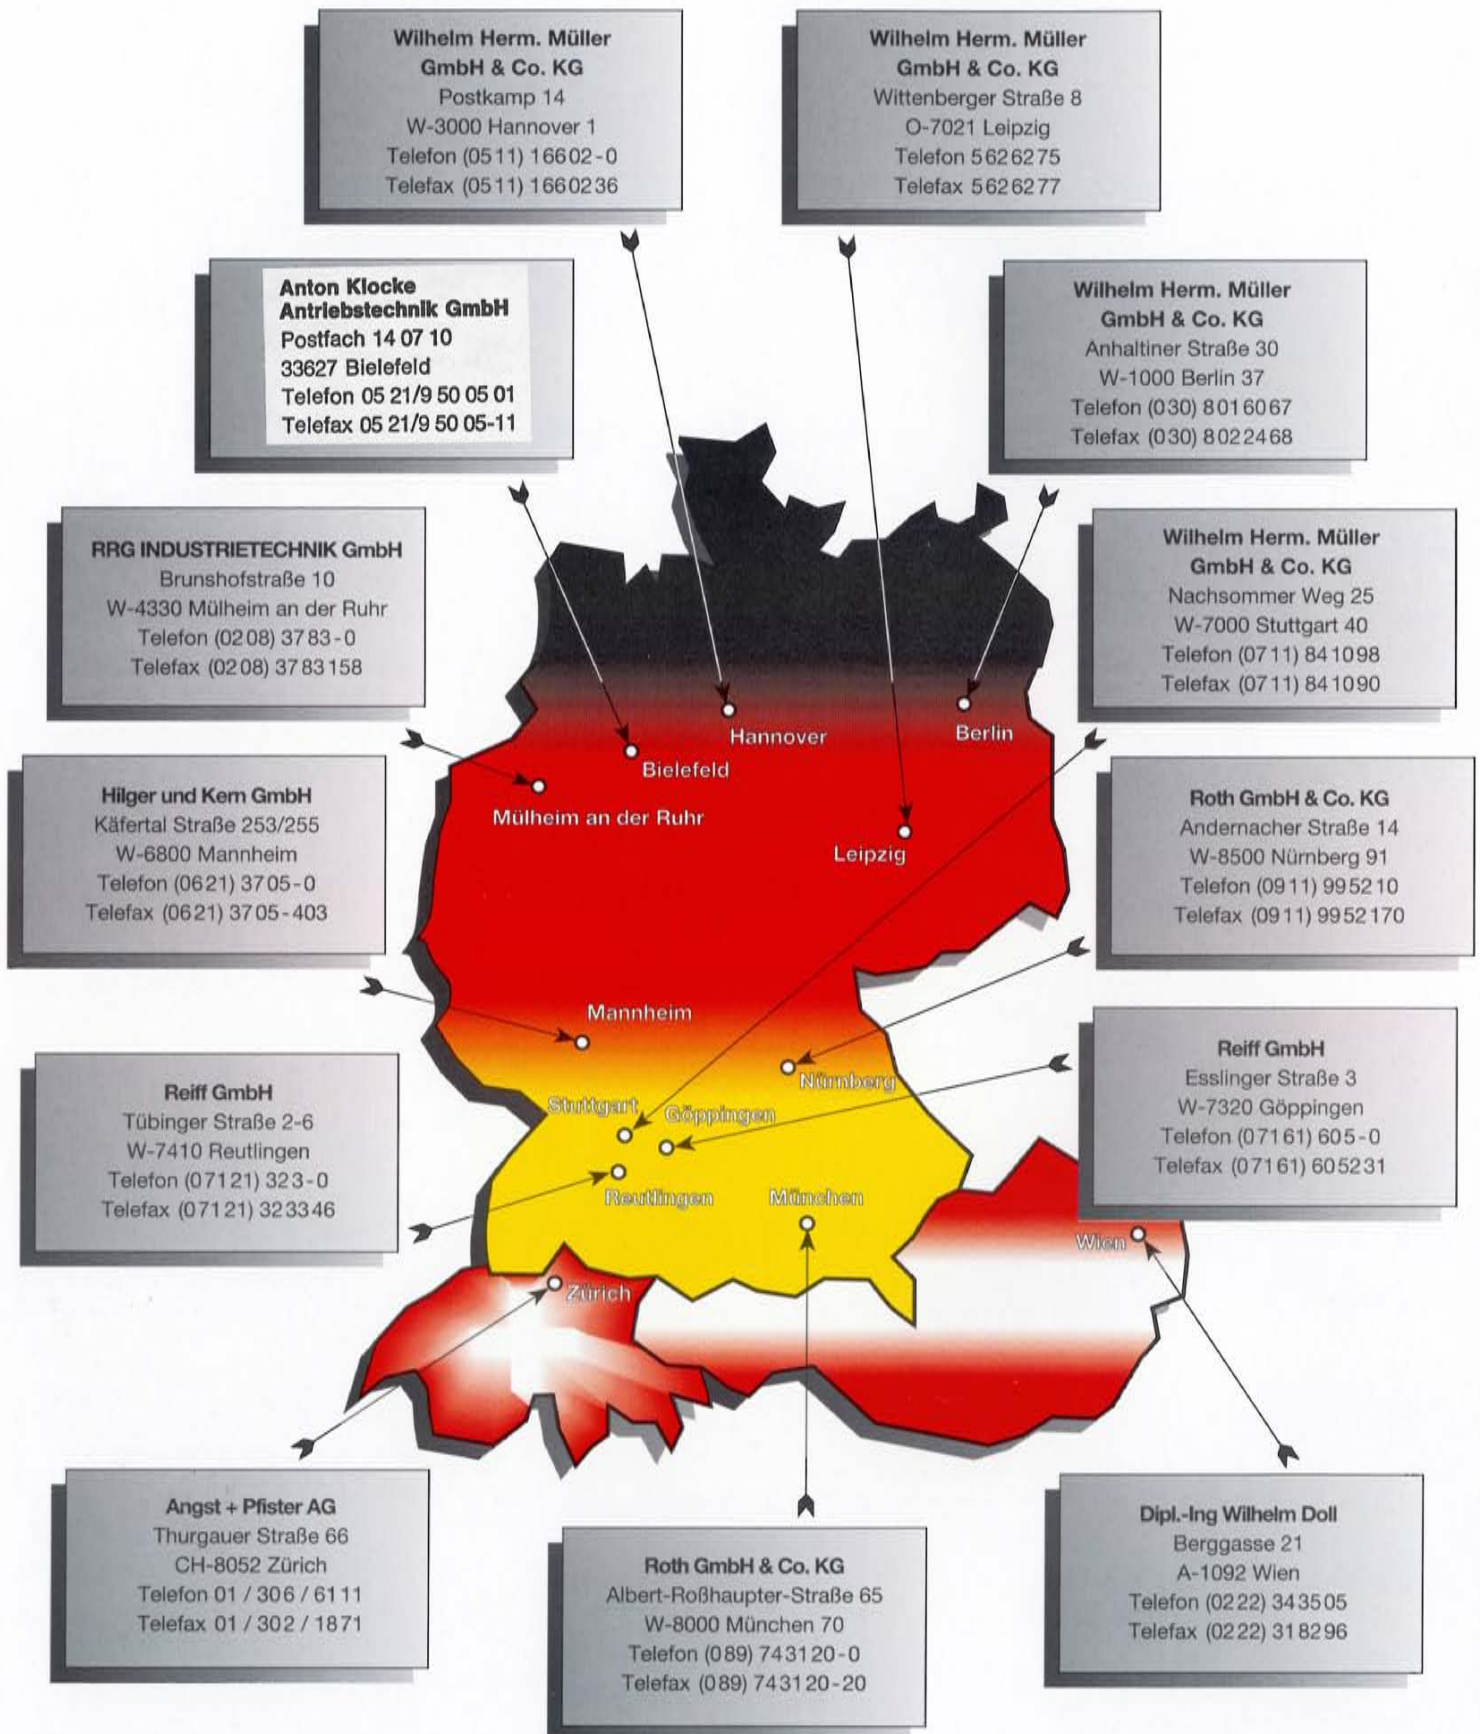 Wilhelm Herm. Müller
GmbH & Co. KG
Postkamp 14
W-3000 Hannover 1
Telefon (0511) 16602-0
Telefax (0511) 1660236
Wilhelm Herm. Müller
GmbH & Co. KG
Wittenberger Straße 8
O-7021 Leipzig
Telefon 5626275
Telefax 5626277
Anton Klocke
Antriebstechnik GmbH
Postfach 14 07 10
33627 Bielefeld
Telefon 05 21/9 50 05 01
Telefax 05 21/9 50 05-11
Wilhelm Herm. Müller
GmbH & Co. KG
Anhaltiner Straße 30
W-1000 Berlin 37
Telefon (030) 8016067
Telefax (030) 8022468
RRG INDUSTRIETECHNIK GmbH
Brunshofstraße 10
W-4330 Mülheim an der Ruhr
Telefon (0208) 3783-0
Telefax (0208) 3783158
Wilhelm Herm. Müller
GmbH & Co. KG
Nachsommer Weg 25
W-7000 Stuttgart 40
Telefon (0711) 841098
Telefax (0711) 841090
Hannover
Berlin
Bielefeld
Mülheim an der Ruhr
Leipzig
Hilger und Kern GmbH
Käfertal Straße 253/255
W-6800 Mannheim
Telefon (0621) 3705-0
Telefax (0621) 3705-403
Roth GmbH & Co. KG
Andernacher Straße 14
W-8500 Nürnberg 91
Telefon (0911) 995210
Telefax (0911) 9952170
Mannheim
Nürnberg
Stuttgart
Göppingen
Reutlingen
München
Reiff GmbH
Tübinger Straße 2-6
W-7410 Reutlingen
Telefon (07121) 323-0
Telefax (07121) 323346
Reiff GmbH
Esslinger Straße 3
W-7320 Göppingen
Telefon (07161) 605-0
Telefax (07161) 605231
Wien
Zürich
Angst + Pfister AG
Thurgauer Straße 66
CH-8052 Zürich
Telefon 01 / 306 / 6111
Telefax 01 / 302 / 1871
Roth GmbH & Co. KG
Albert-Roßhaupter-Straße 65
W-8000 München 70
Telefon (089) 743120-0
Telefax (089) 743120-20
Dipl.-Ing Wilhelm Doll
Berggasse 21
A-1092 Wien
Telefon (0222) 343505
Telefax (0222) 318296